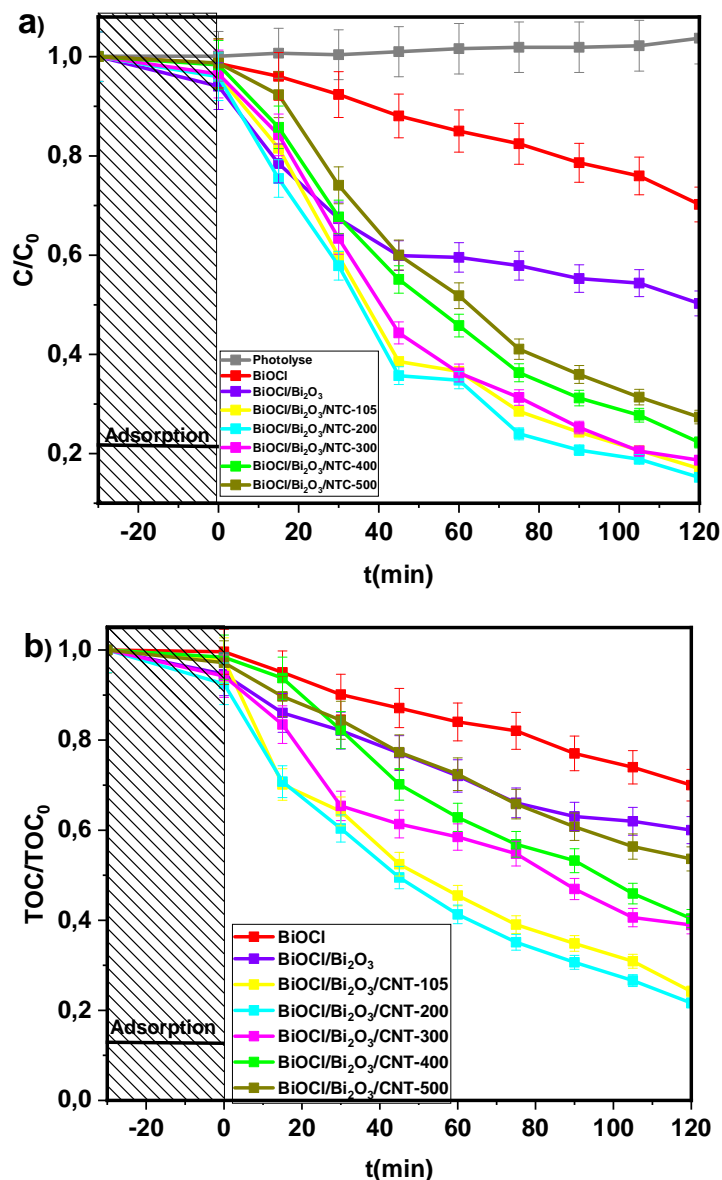 a)
1,0
0,8
0,6
0,4
0,2
C/C₀
Photolyse
BiOCl
BiOCl/Bi₂O₃
BiOCl/Bi₂O₃/NTC-105
BiOCl/Bi₂O₃/NTC-200
BiOCl/Bi₂O₃/NTC-300
BiOCl/Bi₂O₃/NTC-400
BiOCl/Bi₂O₃/NTC-500
Adsorption
-20 0 20 40 60 80 100 120
t(min)
b)
1,0
0,8
0,6
0,4
0,2
0,0
TOC/TOC₀
BiOCl
BiOCl/Bi₂O₃
BiOCl/Bi₂O₃/CNT-105
BiOCl/Bi₂O₃/CNT-200
BiOCl/Bi₂O₃/CNT-300
BiOCl/Bi₂O₃/CNT-400
BiOCl/Bi₂O₃/CNT-500
Adsorption
-20 0 20 40 60 80 100 120
t(min)